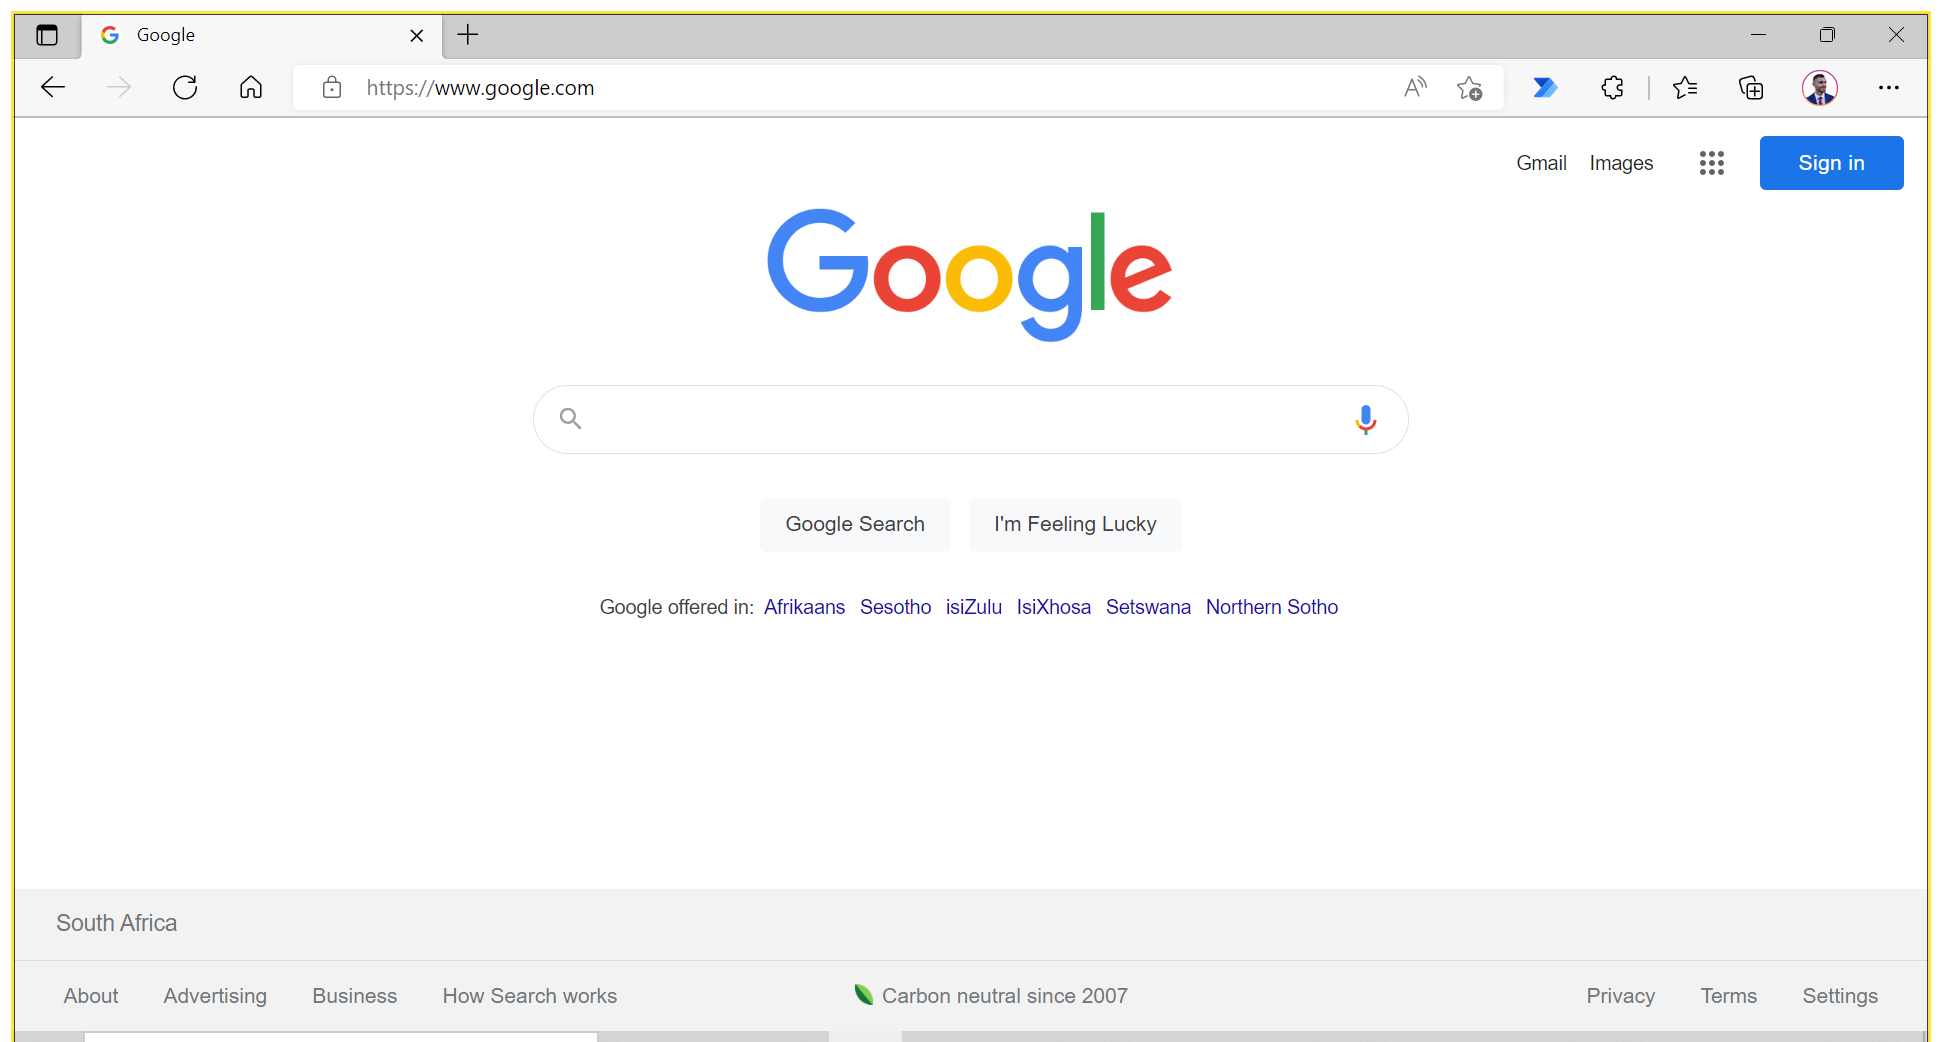 Google
https://www.google.com
Gmail Images Sign in
Google
Google Search I'm Feeling Lucky
Google offered in: Afrikaans Sesotho isiZulu IsiXhosa Setswana Northern Sotho
South Africa
About Advertising Business How Search works Carbon neutral since 2007 Privacy Terms Settings